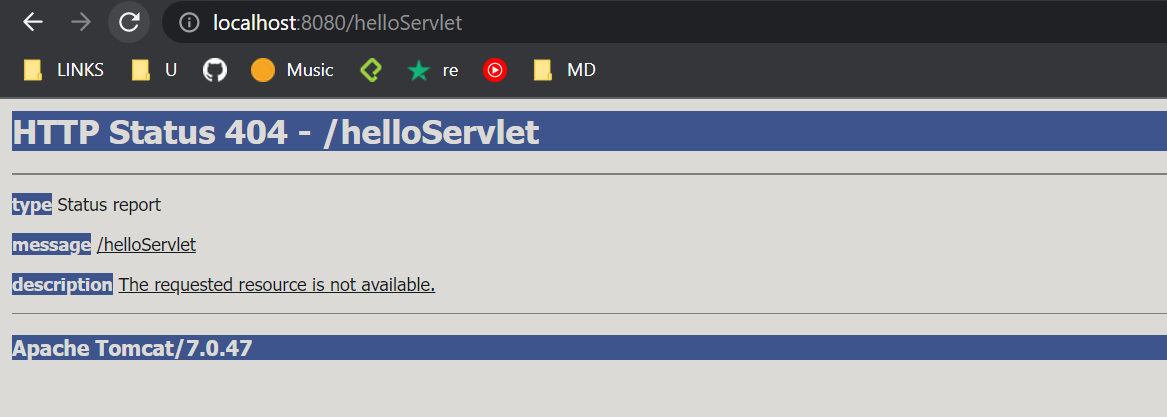 localhost:8080/helloServlet
LINKS U Music re MD
HTTP Status 404 - /helloServlet
type Status report
message /helloServlet
description The requested resource is not available.
Apache Tomcat/7.0.47